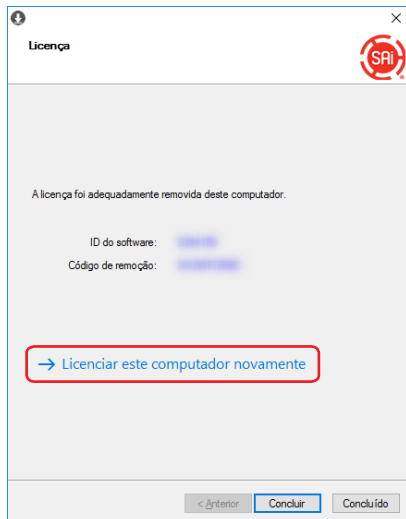 Licença
SAi
A licença foi adequadamente removida deste computador.
ID do software:
Código de remoção:
→ Licenciar este computador novamente
< Anterior Concluir Concluído